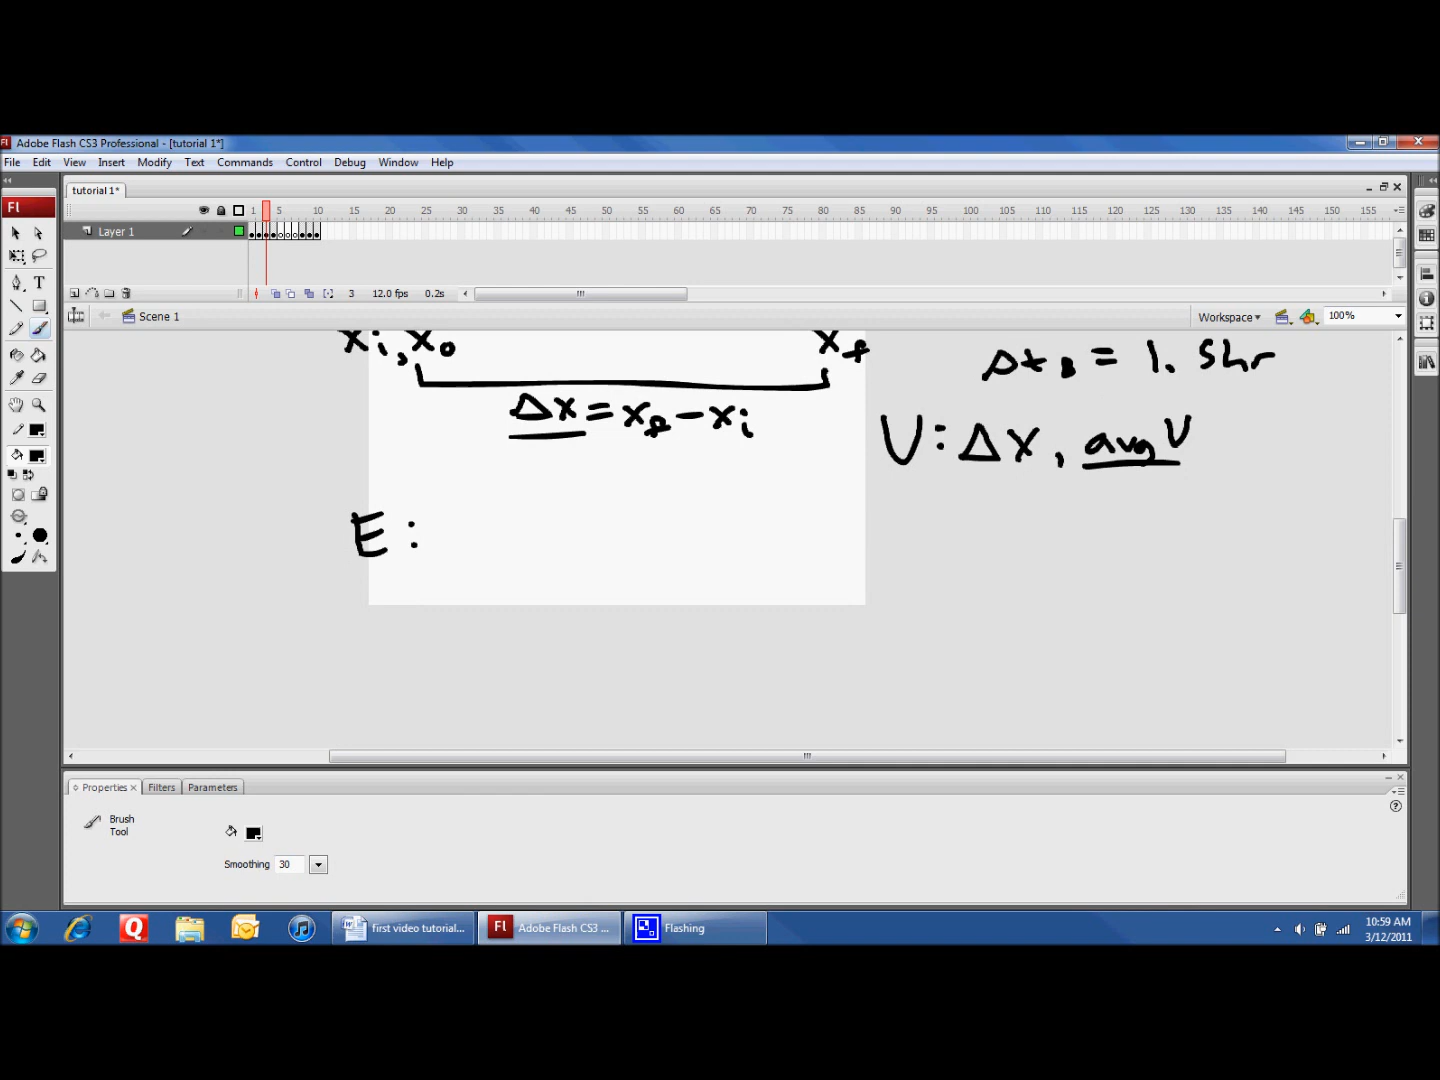 Adobe Flash CS3 Professional - [tutorial 1*]
File Edit View Insert Modify Text Commands Control Debug Window Help
tutorial 1*
Fl
1 5 10 15 20 25 30 35 40 45 50 55 60 65 70 75 80 85 90 95 100 105 110 115 120 125 130 135 140 145 150 155
Layer 1
3 12.0 fps 0.2s
Scene 1 Workspace 100%
xi, xo xf
Δx = xf - xi
Δt_B = 1.5hr
U: Δx, avg U
E:
Properties Filters Parameters
Brush
Tool
Smoothing 30
first video tutorial... Adobe Flash CS3 ... Flashing
10:59 AM
3/12/2011